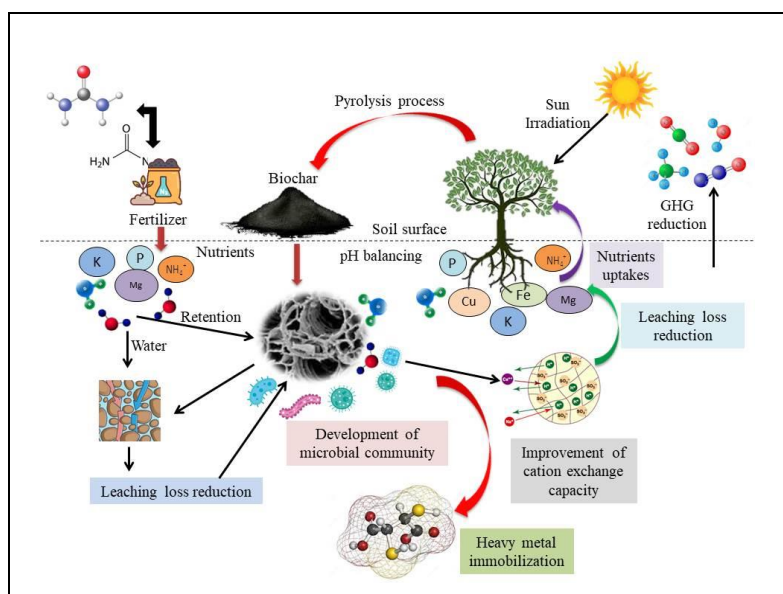 Pyrolysis process
Sun
Irradiation
O
H₂N
N
Biochar
GHG
reduction
Fertilizer
Soil surface
Nutrients
pH balancing
K
P
NH₄⁺
Mg
P
NH₄⁺
Cu
Fe
Mg
K
Nutrients
uptakes
Retention
Leaching loss
reduction
Water
Development of
microbial community
Improvement of
cation exchange
capacity
Leaching loss reduction
Heavy metal
immobilization